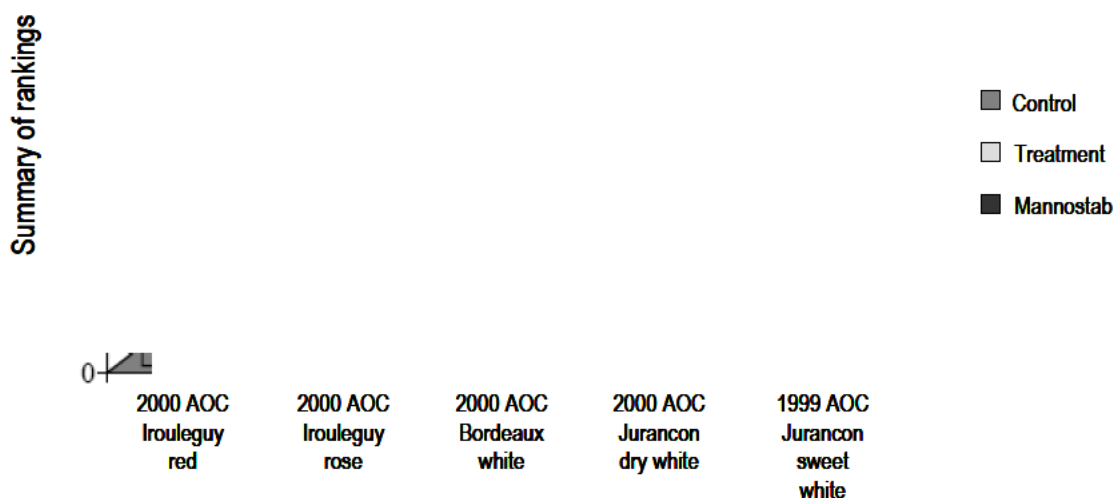 Summary of rankings
Control
Treatment
Mannostab
0
2000 AOC
Irouleguy
red
2000 AOC
Irouleguy
rose
2000 AOC
Bordeaux
white
2000 AOC
Jurancon
dry white
1999 AOC
Jurancon
sweet
white